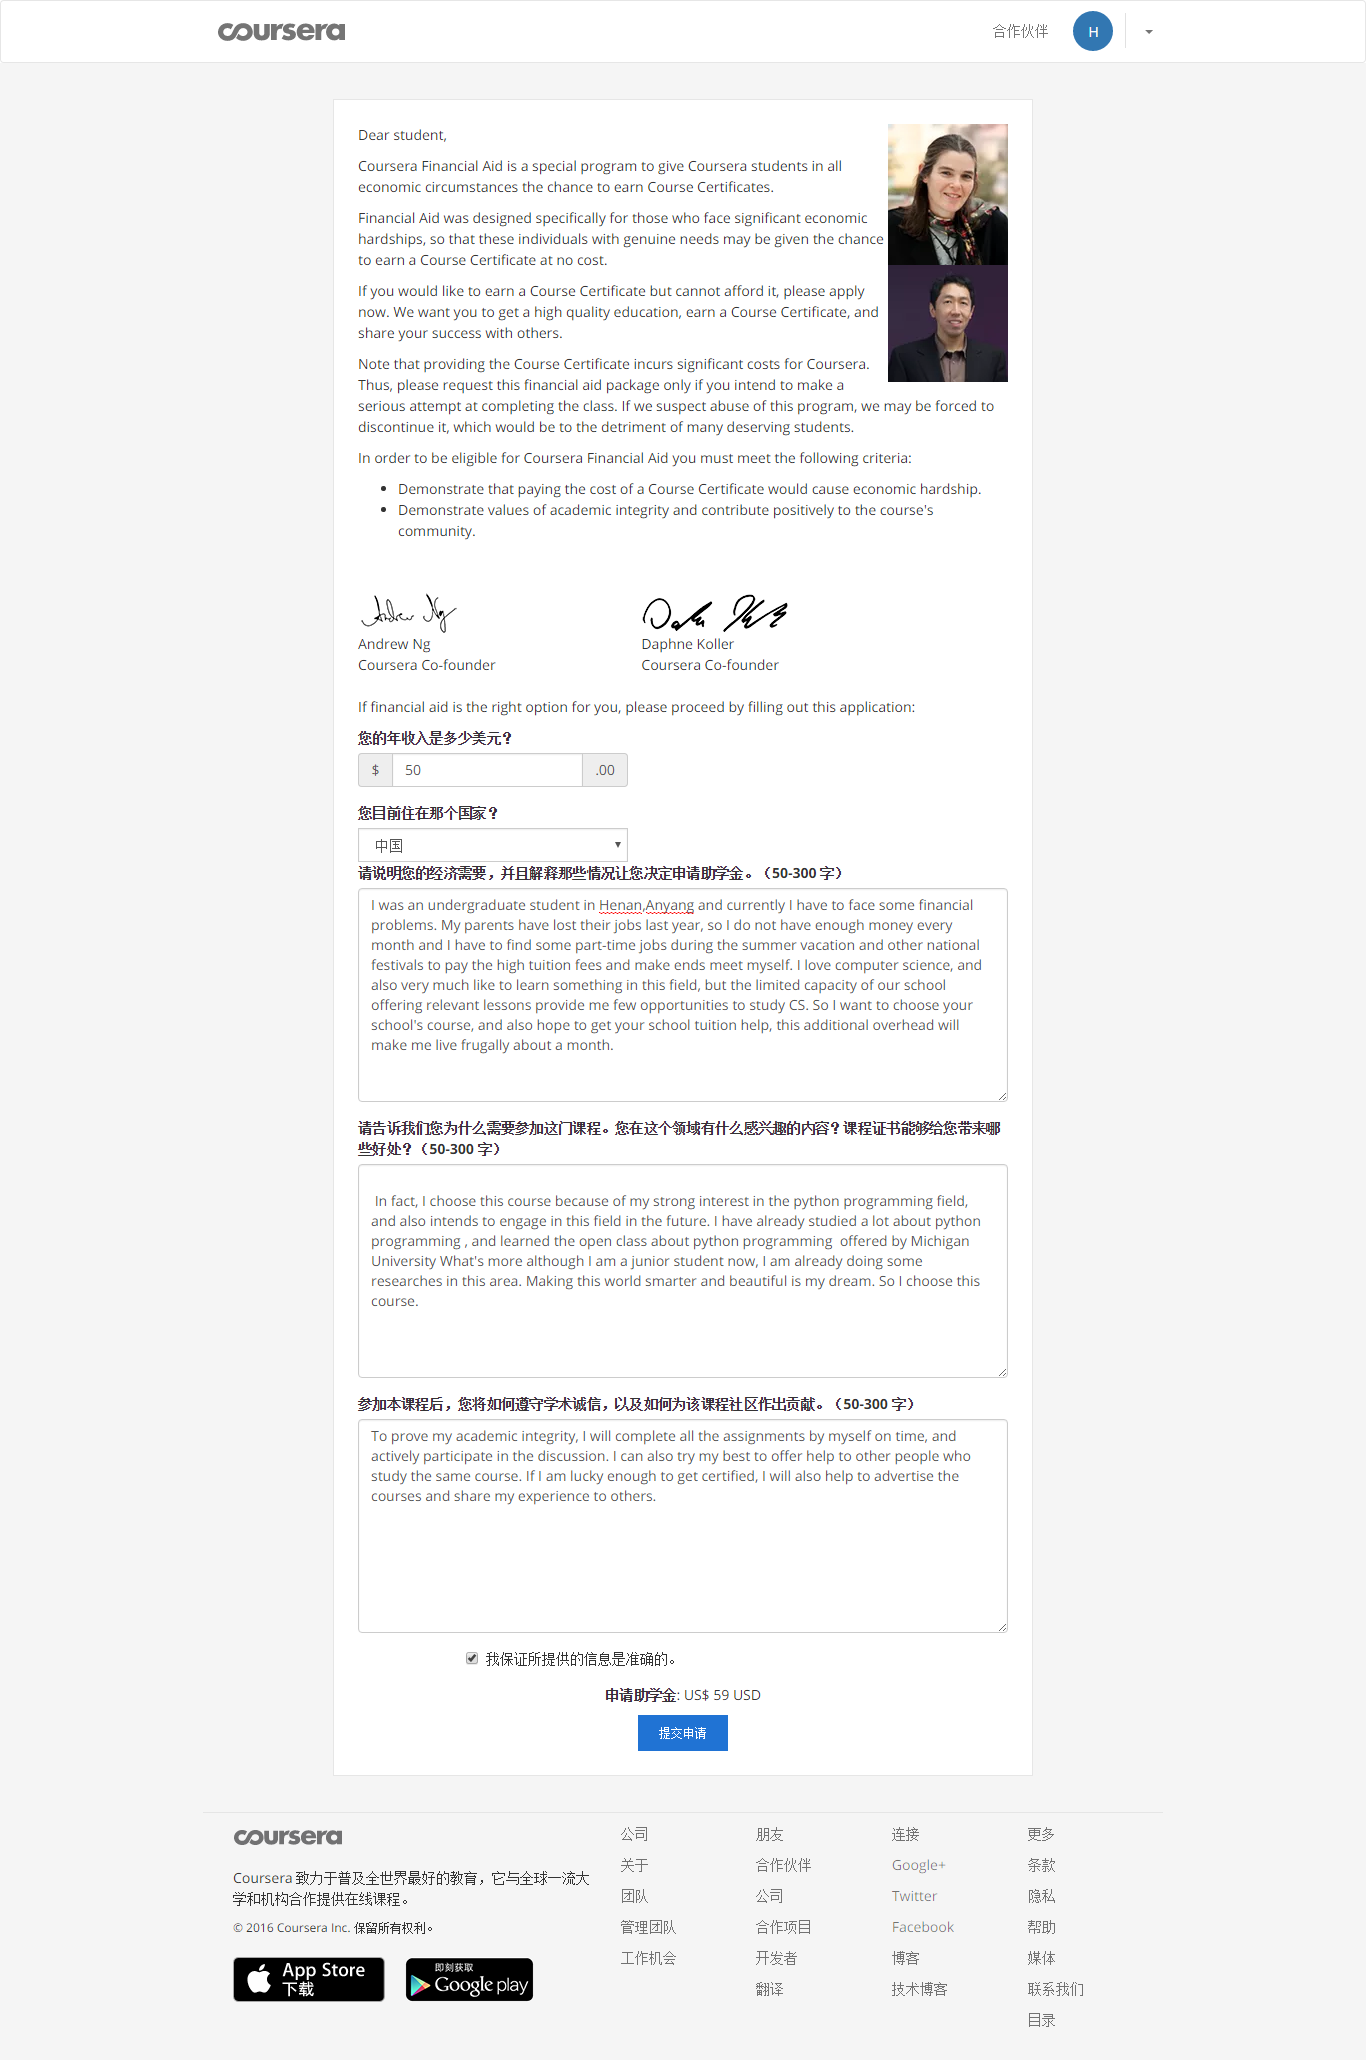 coursera
合作伙伴
H
Dear student,
Coursera Financial Aid is a special program to give Coursera students in all
economic circumstances the chance to earn Course Certificates.
Financial Aid was designed specifically for those who face significant economic
hardships, so that these individuals with genuine needs may be given the chance
to earn a Course Certificate at no cost.
If you would like to earn a Course Certificate but cannot afford it, please apply
now. We want you to get a high quality education, earn a Course Certificate, and
share your success with others.
Note that providing the Course Certificate incurs significant costs for Coursera.
Thus, please request this financial aid package only if you intend to make a
serious attempt at completing the class. If we suspect abuse of this program, we may be forced to
discontinue it, which would be to the detriment of many deserving students.
In order to be eligible for Coursera Financial Aid you must meet the following criteria:
• Demonstrate that paying the cost of a Course Certificate would cause economic hardship.
• Demonstrate values of academic integrity and contribute positively to the course's
community.
Andrew Ng
Andrew Ng
Coursera Co-founder
Daphne Koller
Coursera Co-founder
If financial aid is the right option for you, please proceed by filling out this application:
您的年收入是多少美元？
$ 50 .00
您目前住在那个国家？
中国
请说明您的经济需要，并且解释那些情况让您决定申请助学金。（50-300 字）
I was an undergraduate student in Henan,Anyang and currently I have to face some financial
problems. My parents have lost their jobs last year, so I do not have enough money every
month and I have to find some part-time jobs during the summer vacation and other national
festivals to pay the high tuition fees and make ends meet myself. I love computer science, and
also very much like to learn something in this field, but the limited capacity of our school
offering relevant lessons provide me few opportunities to study CS. So I want to choose your
school's course, and also hope to get your school tuition help, this additional overhead will
make me live frugally about a month.
请告诉我们您为什么需要参加这门课程。您在这个领域有什么感兴趣的内容？课程证书能够给您带来哪
些好处？（50-300 字）
In fact, I choose this course because of my strong interest in the python programming field,
and also intends to engage in this field in the future. I have already studied a lot about python
programming , and learned the open class about python programming  offered by Michigan
University What's more although I am a junior student now, I am already doing some
researches in this area. Making this world smarter and beautiful is my dream. So I choose this
course.
参加本课程后，您将如何遵守学术诚信，以及如何为该课程社区作出贡献。（50-300 字）
To prove my academic integrity, I will complete all the assignments by myself on time, and
actively participate in the discussion. I can also try my best to offer help to other people who
study the same course. If I am lucky enough to get certified, I will also help to advertise the
courses and share my experience to others.
我保证所提供的信息是准确的。
申请助学金: US$ 59 USD
提交申请
coursera
Coursera 致力于普及全世界最好的教育，它与全球一流大
学和机构合作提供在线课程。
© 2016 Coursera Inc. 保留所有权利。
App Store
下载
即刻获取
Google play
公司
关于
团队
管理团队
工作机会
朋友
合作伙伴
公司
合作项目
开发者
翻译
连接
Google+
Twitter
Facebook
博客
技术博客
更多
条款
隐私
帮助
媒体
联系我们
目录